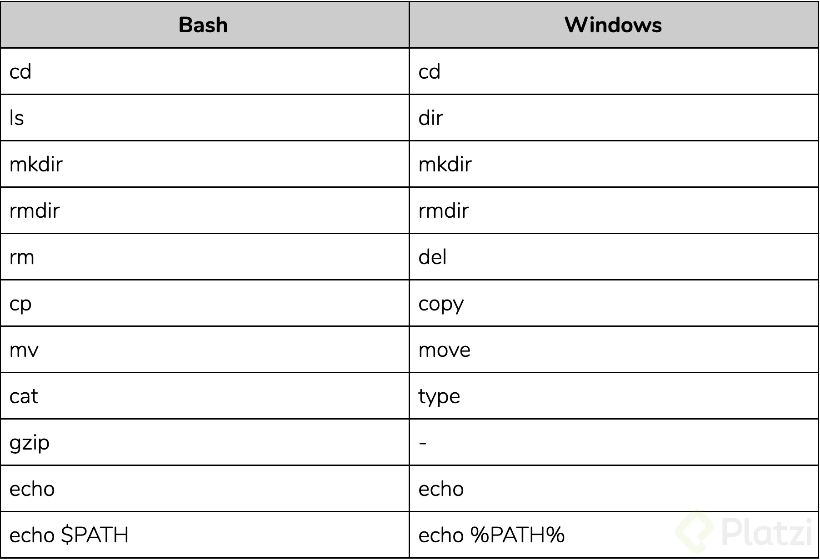 Bash Windows
cd cd
ls dir
mkdir mkdir
rmdir rmdir
rm del
cp copy
mv move
cat type
gzip -
echo echo
echo $PATH echo %PATH%
Platzi